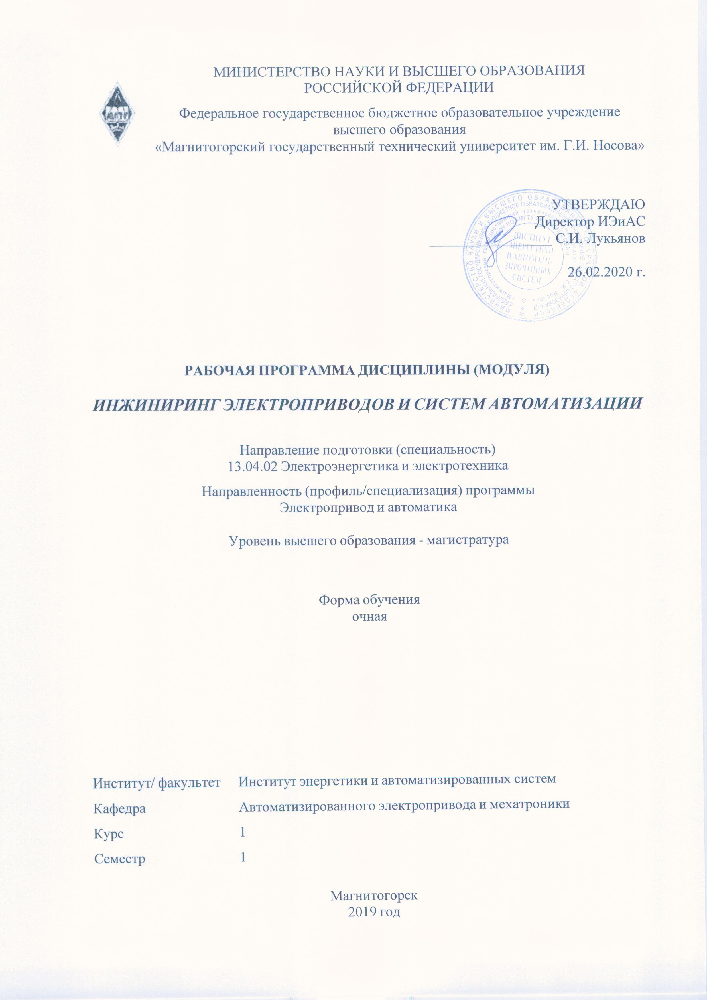 МИНИСТЕРСТВО НАУКИ И ВЫСШЕГО ОБРАЗОВАНИЯ
РОССИЙСКОЙ ФЕДЕРАЦИИ
Федеральное государственное бюджетное образовательное учреждение
высшего образования
«Магнитогорский государственный технический университет им. Г.И. Носова»
УТВЕРЖДАЮ
Директор ИЭиАС
С.И. Лукьянов
26.02.2020 г.
ИНСТИТУТ
ЭНЕРГЕТИКИ
И АВТОМАТИ-
ЗИРОВАННЫХ
СИСТЕМ
РАБОЧАЯ ПРОГРАММА ДИСЦИПЛИНЫ (МОДУЛЯ)
ИНЖИНИРИНГ ЭЛЕКТРОПРИВОДОВ И СИСТЕМ АВТОМАТИЗАЦИИ
Направление подготовки (специальность)
13.04.02 Электроэнергетика и электротехника
Направленность (профиль/специализация) программы
Электропривод и автоматика
Уровень высшего образования - магистратура
Форма обучения
очная
Институт/ факультет Институт энергетики и автоматизированных систем
Кафедра Автоматизированного электропривода и мехатроники
Курс 1
Семестр 1
Магнитогорск
2019 год